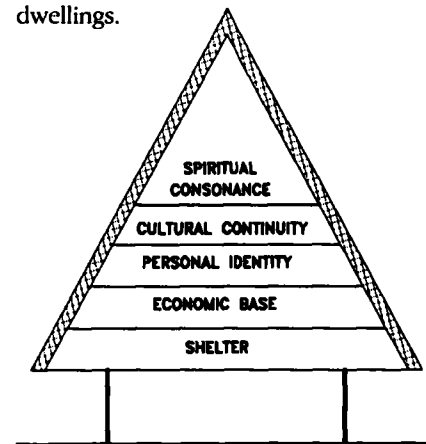 dwellings.
SPIRITUAL
CONSONANCE
CULTURAL CONTINUITY
PERSONAL IDENTITY
ECONOMIC BASE
SHELTER